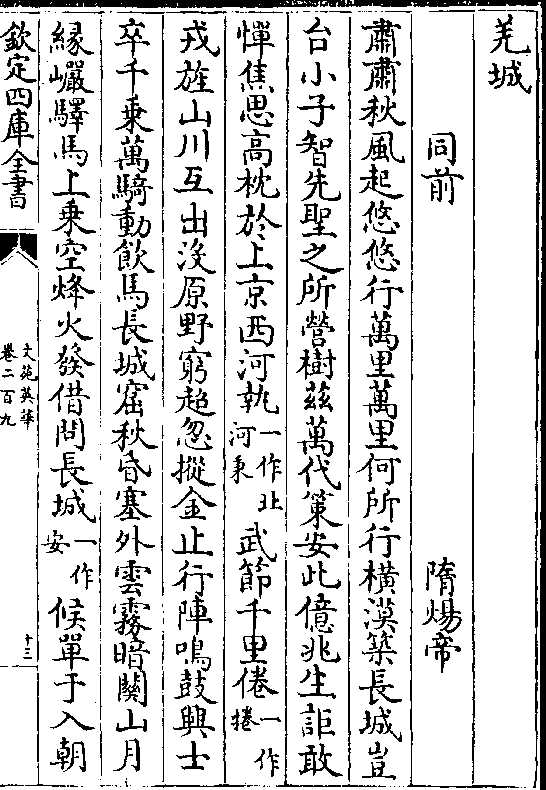 羌城
同前　隋煬帝
肅肅秋風起悠悠行萬里萬里何所行橫漠築長城豈
台小子智先聖之所營樹兹萬代策安此億兆生詎敢
憚焦思高枕於上京西河執一作北河秉武節千里倦一作捲
戎旌山川互出没原野窮超忽摐金止行陣鳴鼓興士
卒千乗萬騎動飲馬長城窟秋昏塞外雲霧暗闗山月
緣巗驛馬上乗空烽火發借問長城一作安候單于入朝
欽定四庫全書
文苑英華
卷二百九
十三